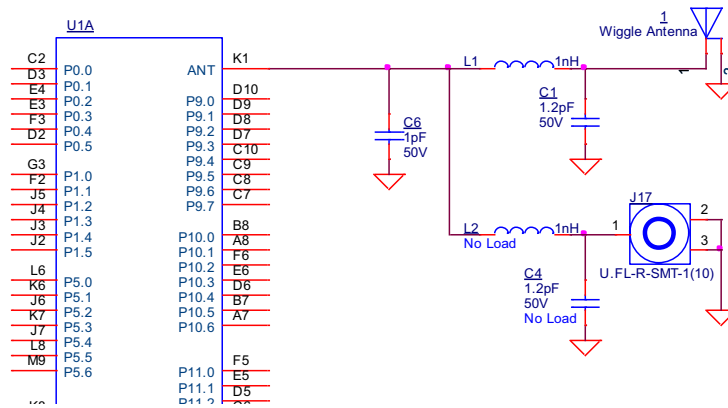 U1A
1
Wiggle Antenna
C2
P0.0
ANT
K1
L1
1nH
1
D3
P0.1
E4
P0.2
P9.0
D10
E3
P0.3
P9.1
D9
F3
P0.4
P9.2
D8
D2
P0.5
P9.3
D7
P9.4
C10
G3
P1.0
P9.5
C9
F2
P1.1
P9.6
C8
J5
P1.2
P9.7
C7
J4
P1.3
J3
P1.4
P10.0
B8
J2
P1.5
P10.1
A8
P10.2
F6
L6
P5.0
P10.3
E6
K6
P5.1
P10.4
D6
J6
P5.2
P10.5
B7
K7
P5.3
P10.6
A7
J7
P5.4
L8
P5.5
M9
P5.6
P11.0
F5
P11.1
E5
P11.2
D5
C6
1pF
50V
C1
1.2pF
50V
L2
1nH
No Load
C4
1.2pF
50V
No Load
J17
1
2
3
U.FL-R-SMT-1(10)